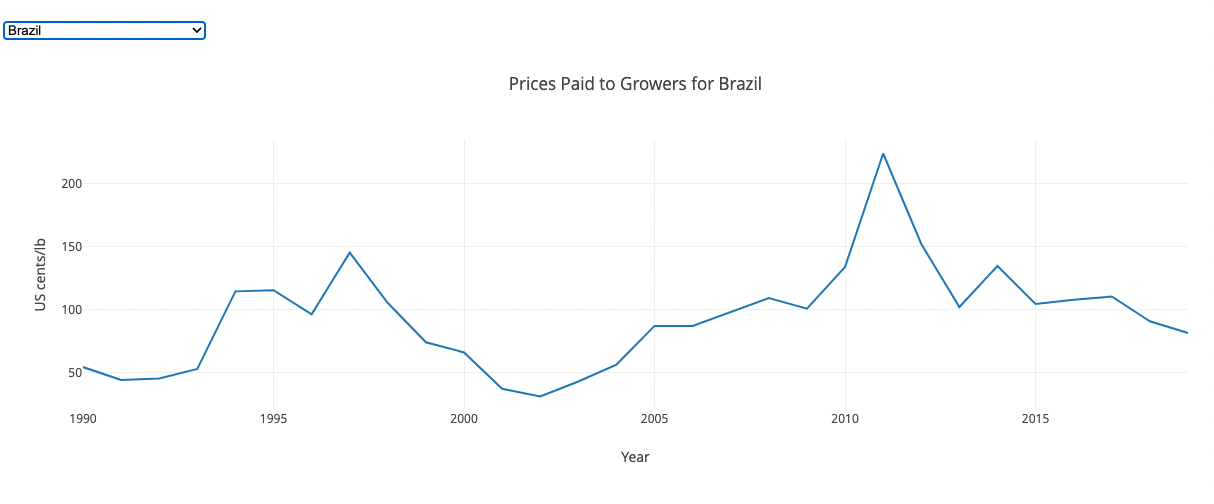 Brazil
Prices Paid to Growers for Brazil
US cents/lb
200
150
100
50
1990 1995 2000 2005 2010 2015
Year